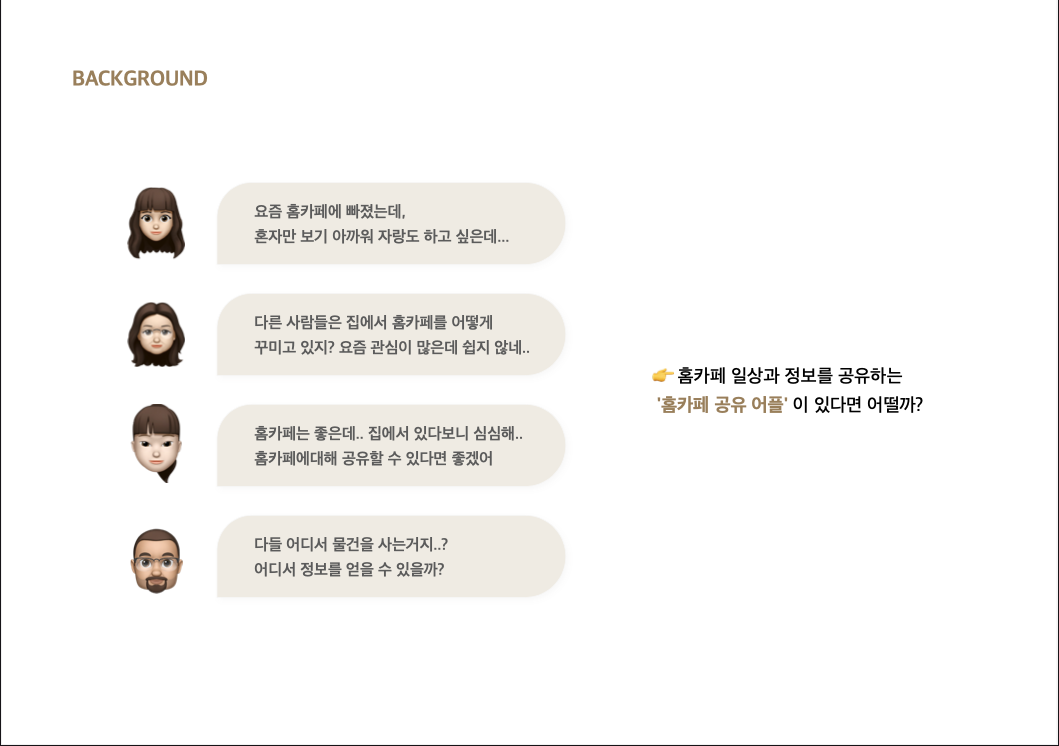 BACKGROUND
요즘 홈카페에 빠졌는데,
혼자만 보기 아까워 자랑도 하고 싶은데...
다른 사람들은 집에서 홈카페를 어떻게
꾸미고 있지? 요즘 관심이 많은데 쉽지 않네..
홈카페는 좋은데.. 집에서 있다보니 심심해..
홈카페에대해 공유할 수 있다면 좋겠어
다들 어디서 물건을 사는거지..?
어디서 정보를 얻을 수 있을까?
👉 홈카페 일상과 정보를 공유하는
'홈카페 공유 어플' 이 있다면 어떨까?